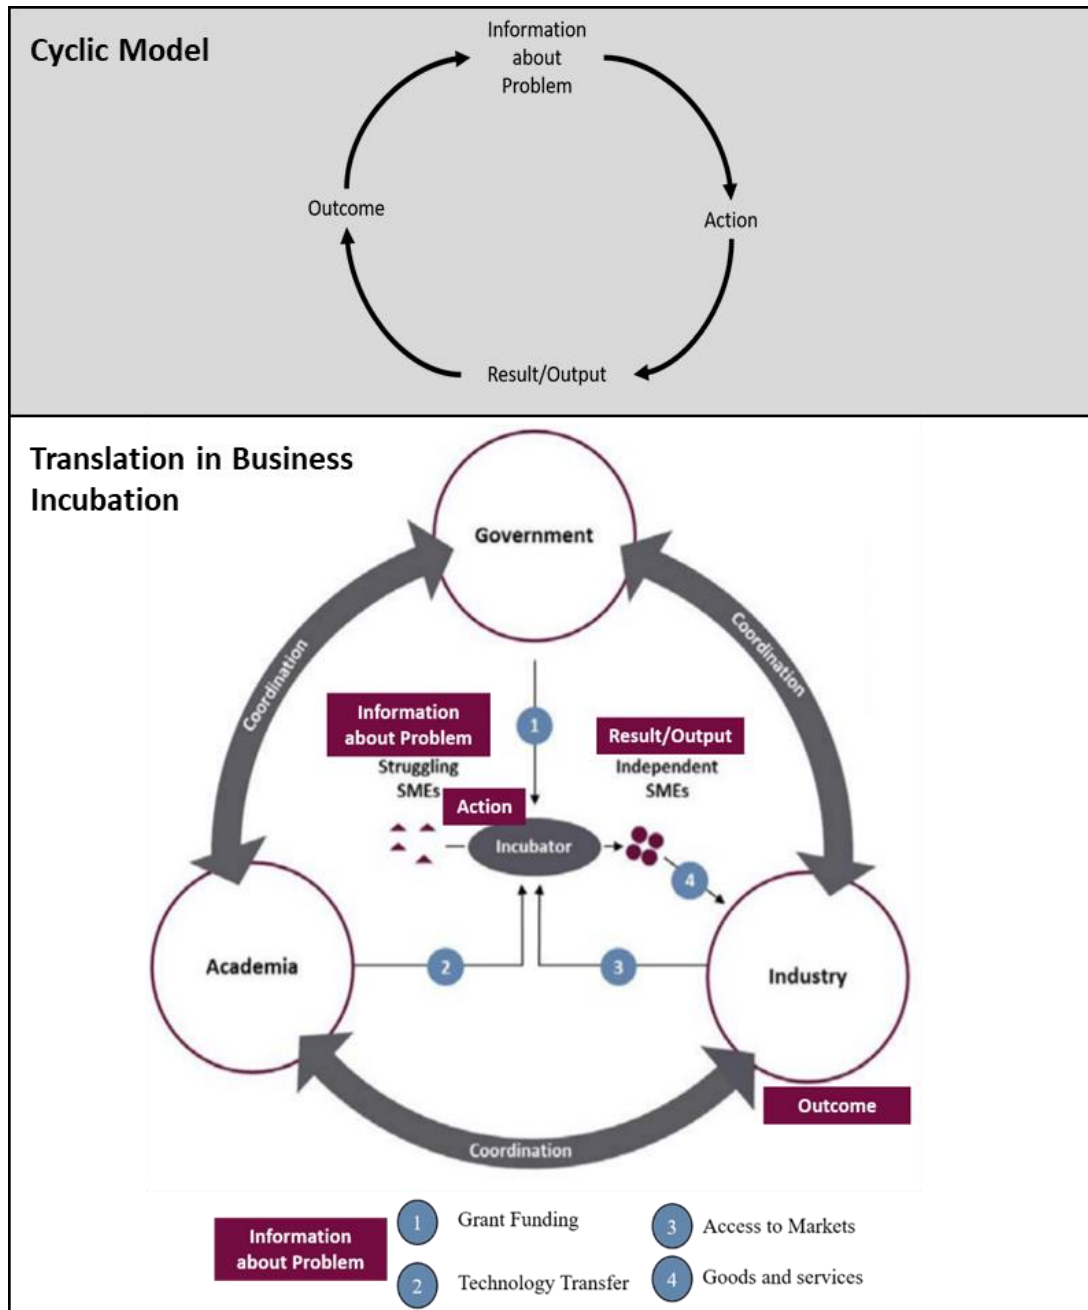 Cyclic Model
Information
about
Problem
Action
Result/Output
Outcome
Translation in Business
Incubation
Government
Coordination
Coordination
Information
about Problem
Struggling
SMEs
1
Result/Output
Independent
SMEs
Action
Incubator
4
Academia
2
3
Industry
Outcome
Coordination
Information
about Problem
1 Grant Funding
2 Technology Transfer
3 Access to Markets
4 Goods and services